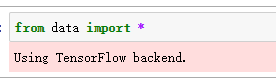 from data import *
Using TensorFlow backend.